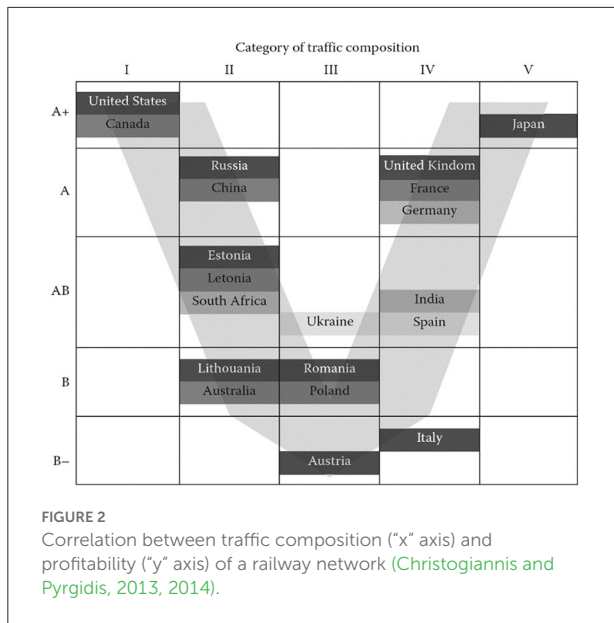 Category of traffic composition
I II III IV V
A+
United States
Canada
Japan
A
Russia
China
United Kindom
France
Germany
AB
Estonia
Letonia
South Africa
Ukraine
India
Spain
B
Lithouania
Australia
Romania
Poland
B–
Italy
Austria
FIGURE 2
Correlation between traffic composition (“x” axis) and
profitability (“y” axis) of a railway network (Christogiannis and
Pyrgidis, 2013, 2014).